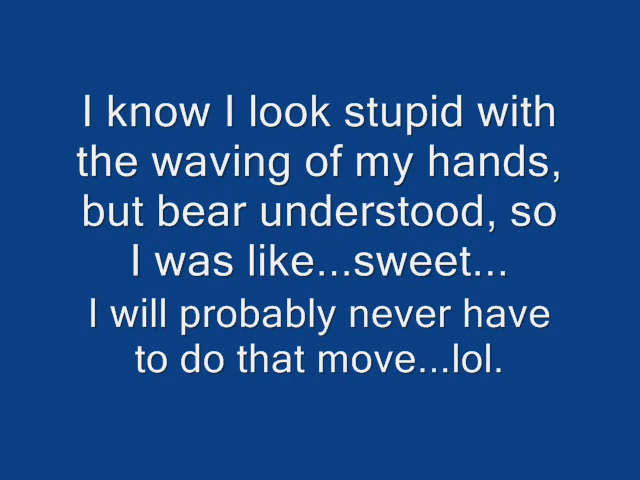 I know I look stupid with
the waving of my hands,
but bear understood, so
I was like...sweet...
I will probably never have
to do that move...lol.